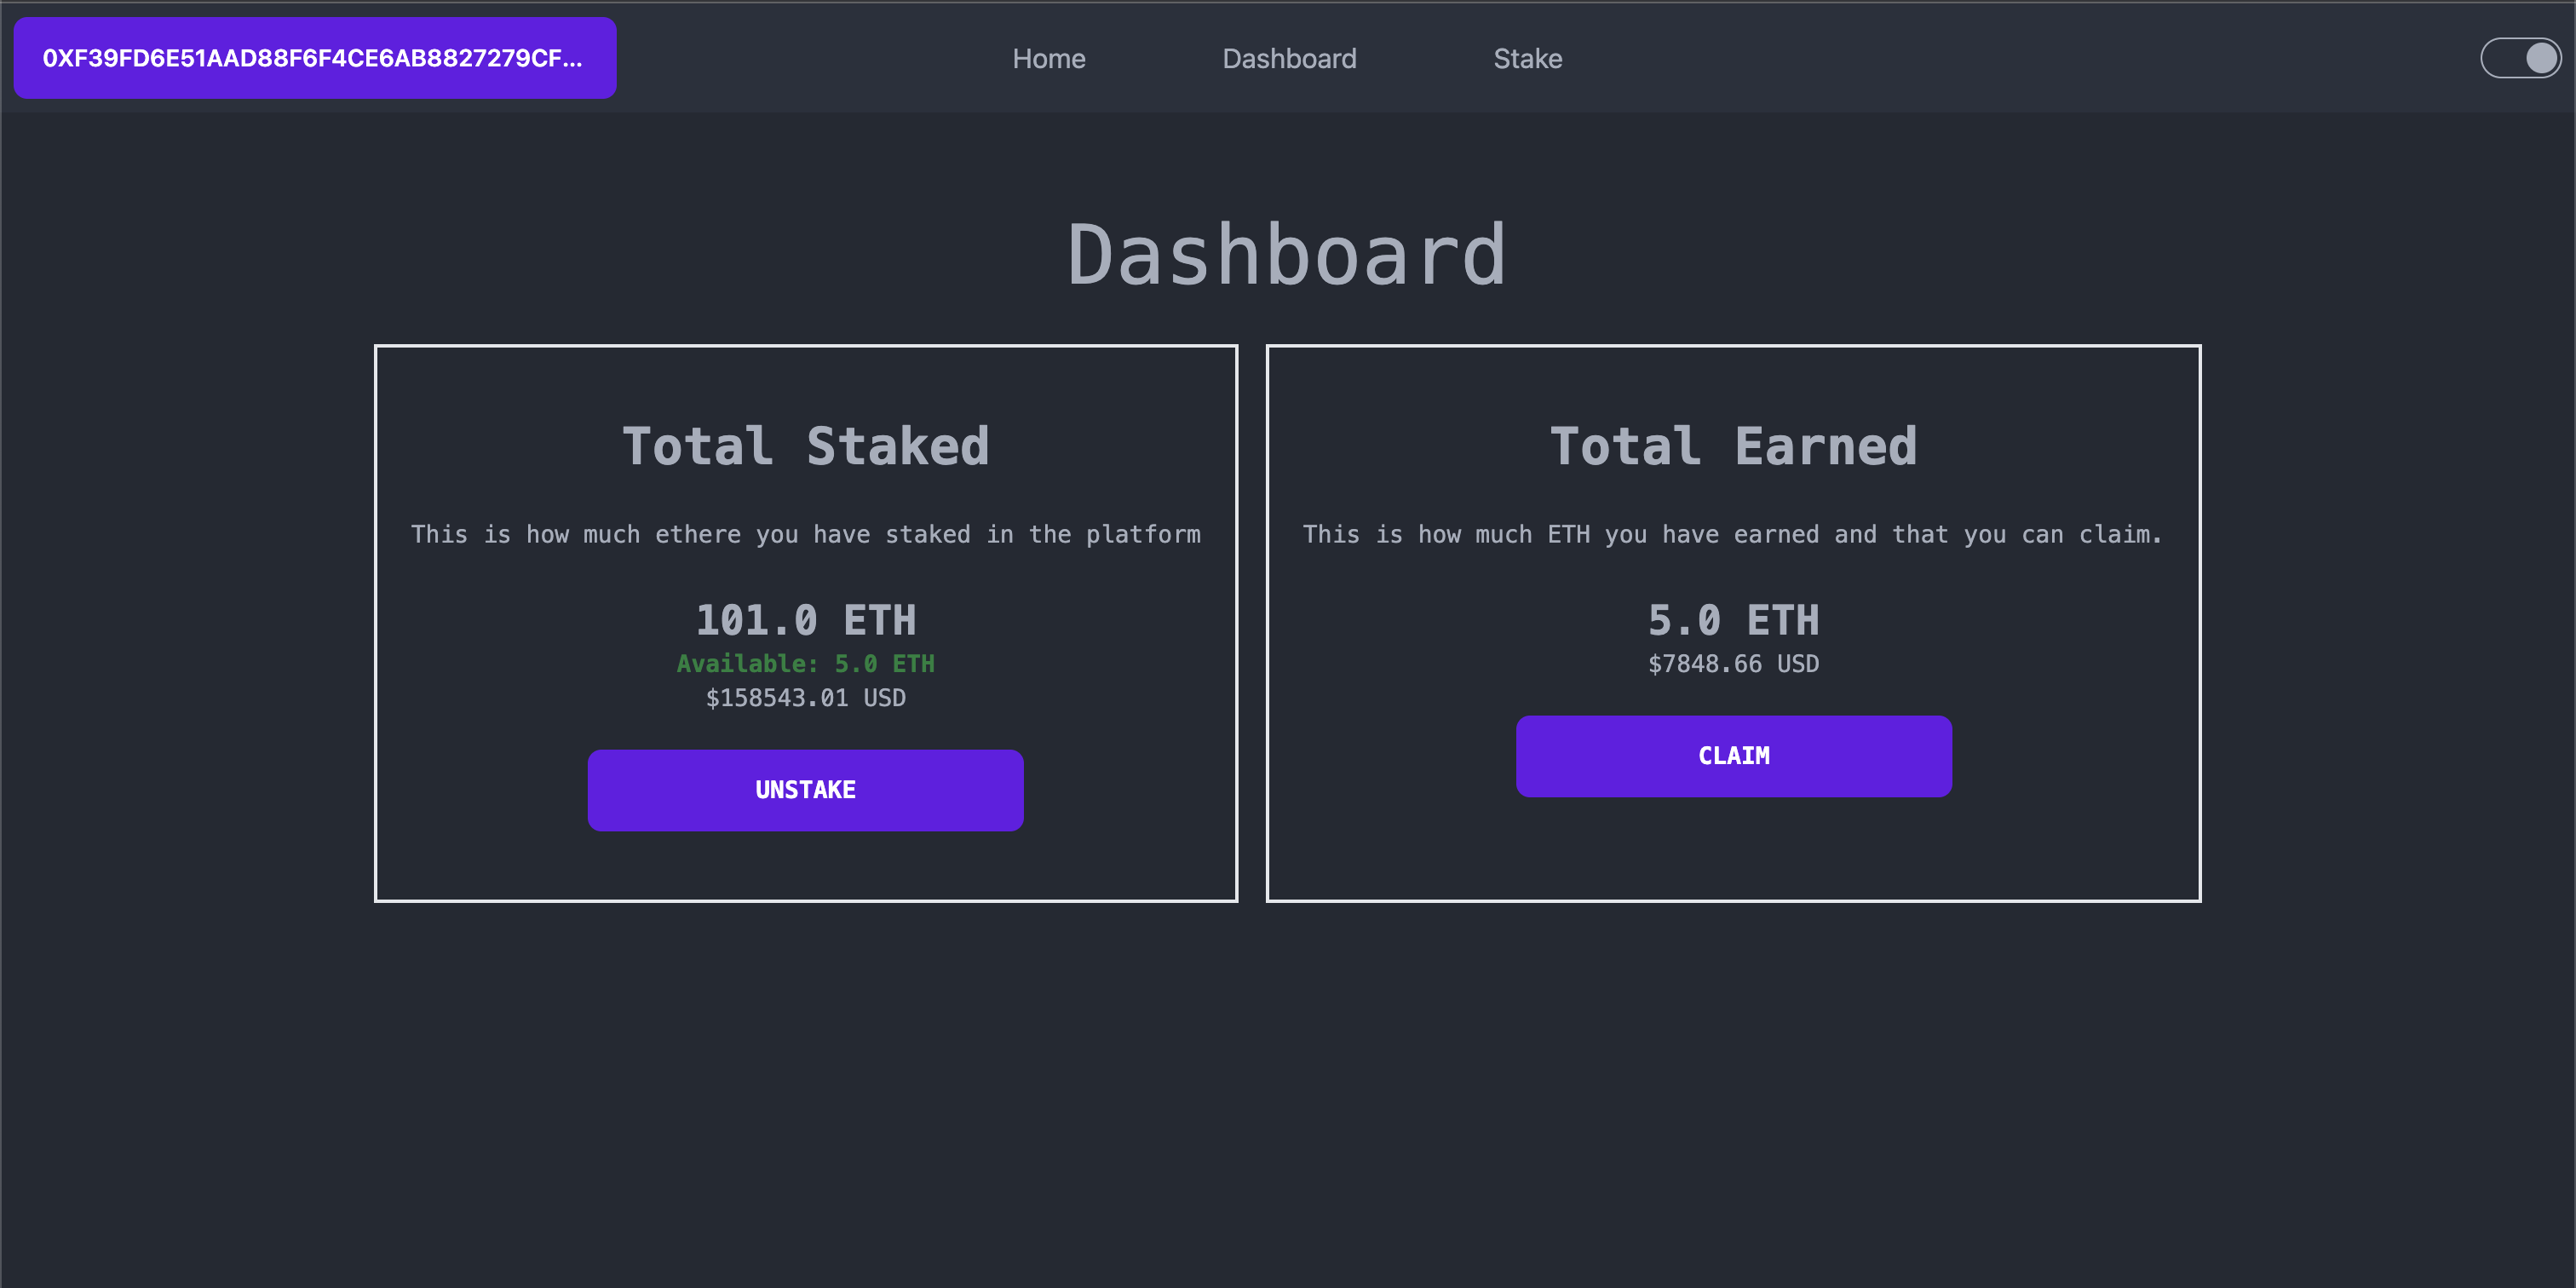 0XF39FD6E51AAD88F6F4CE6AB8827279CF...
Home
Dashboard
Stake
Dashboard
Total Staked
This is how much ethere you have staked in the platform
101.0 ETH
Available: 5.0 ETH
$158543.01 USD
UNSTAKE
Total Earned
This is how much ETH you have earned and that you can claim.
5.0 ETH
$7848.66 USD
CLAIM